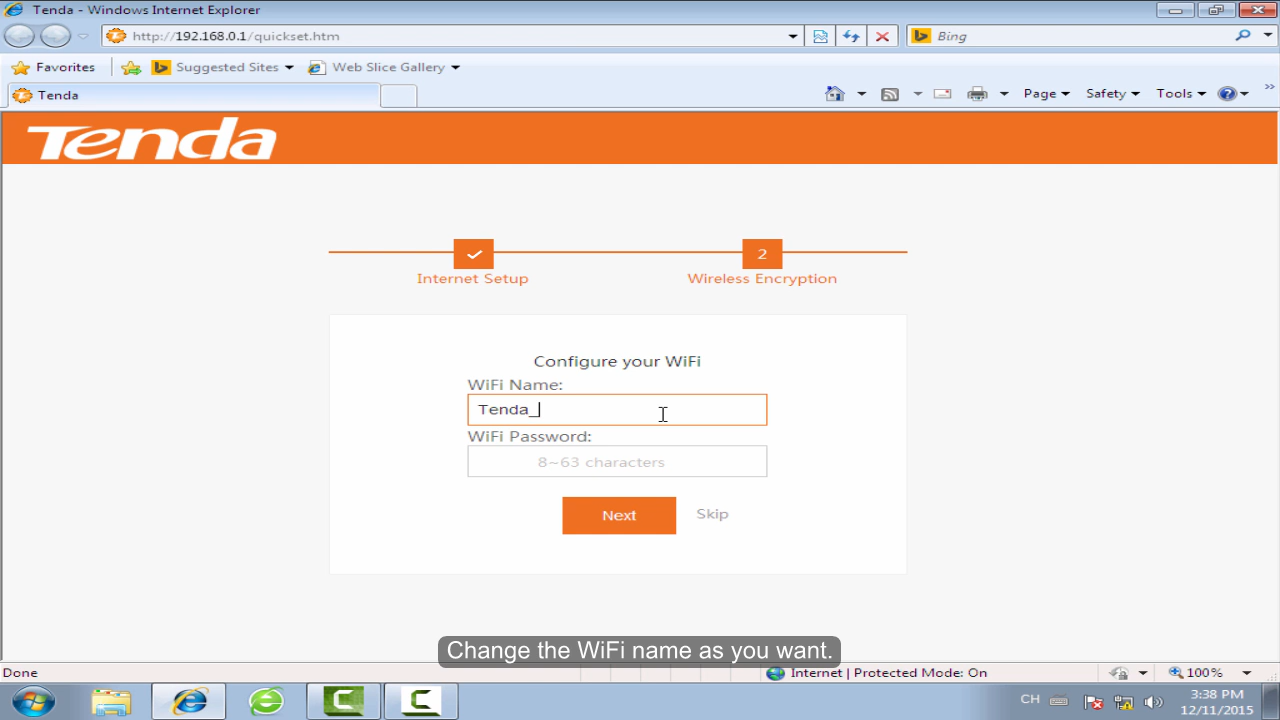 Tenda - Windows Internet Explorer
http://192.168.0.1/quickset.htm
Bing
Favorites
Suggested Sites
Web Slice Gallery
Tenda
Page
Safety
Tools
»
Tenda
2
Internet Setup
Wireless Encryption
Configure your WiFi
WiFi Name:
Tenda_
WiFi Password:
8~63 characters
Next
Skip
Change the WiFi name as you want.
Done
Internet | Protected Mode: On
100%
CH
3:38 PM
12/11/2015